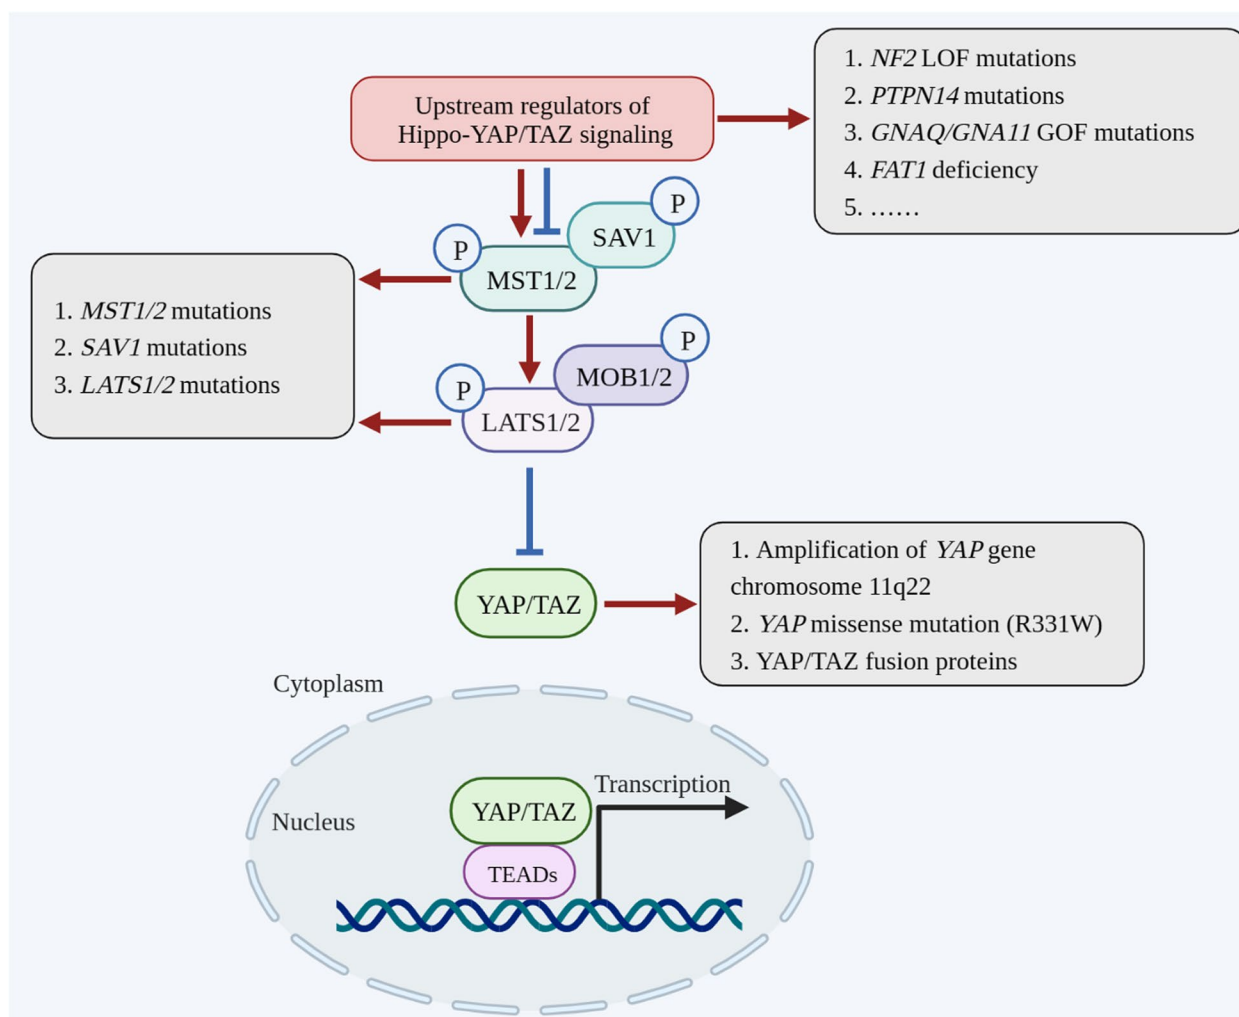 Upstream regulators of
Hippo-YAP/TAZ signaling
1. NF2 LOF mutations
2. PTPN14 mutations
3. GNAQ/GNA11 GOF mutations
4. FAT1 deficiency
5. ......
P
SAV1
P
MST1/2
1. MST1/2 mutations
2. SAV1 mutations
3. LATS1/2 mutations
P
MOB1/2
P
LATS1/2
YAP/TAZ
1. Amplification of YAP gene
chromosome 11q22
2. YAP missense mutation (R331W)
3. YAP/TAZ fusion proteins
Cytoplasm
Nucleus
YAP/TAZ
Transcription
TEADs